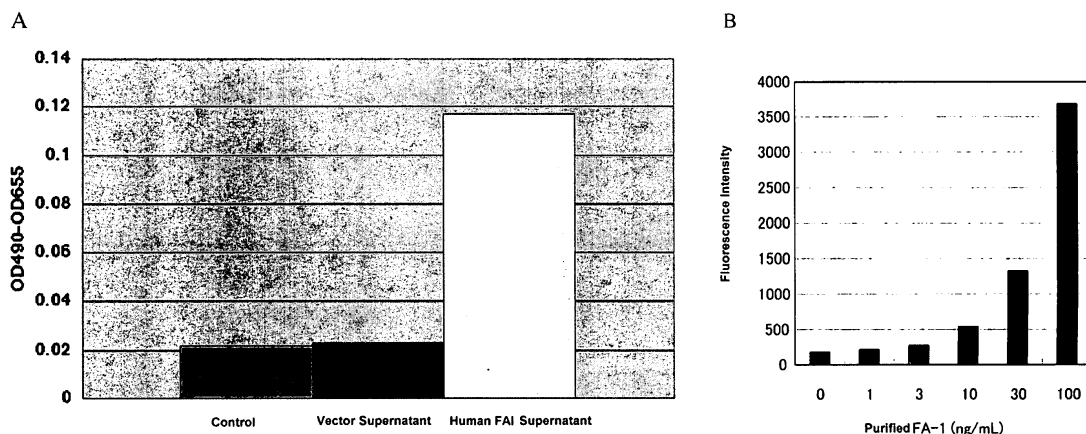 A
OD490-OD655
0.14
0.12
0.1
0.08
0.06
0.04
0.02
0
Control
Vector Supernatant
Human FAI Supernatant
B
Fluorescence Intensity
4000
3500
3000
2500
2000
1500
1000
500
0
0 1 3 10 30 100
Purified FA-1 (ng/mL)